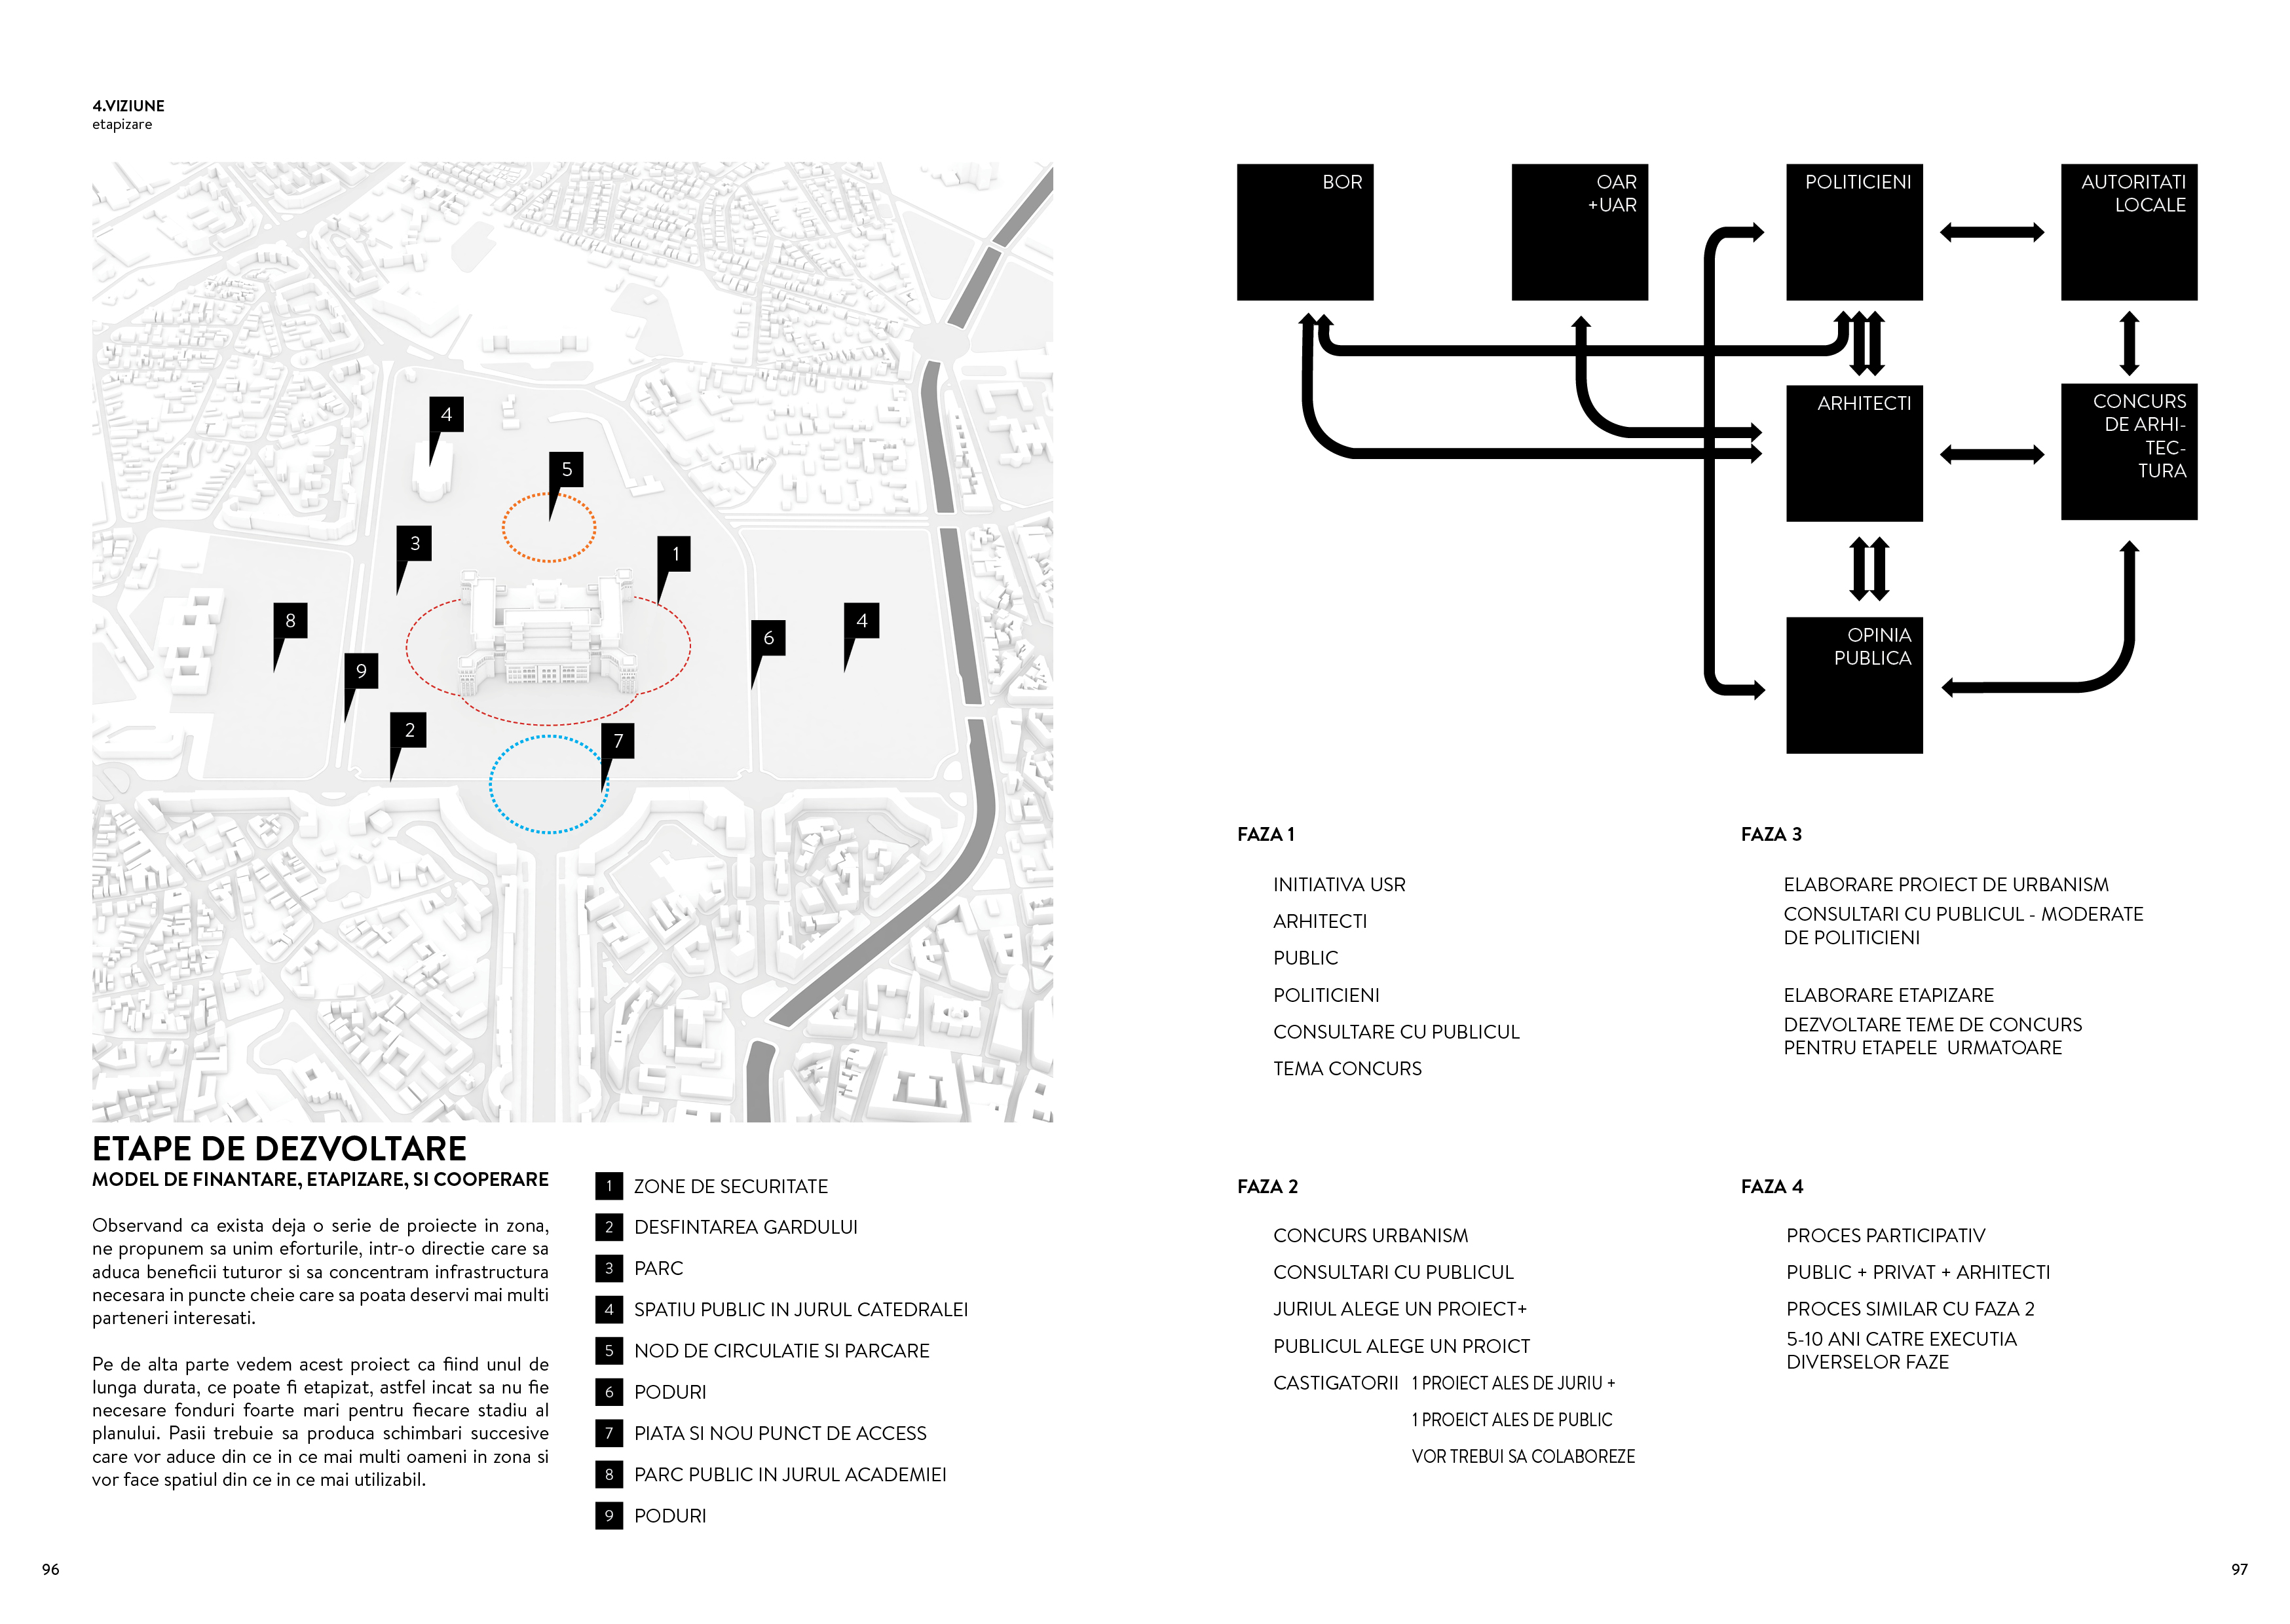 4.VIZIUNE
etapizare
4
5
3
1
8
6
4
9
2
7
ETAPE DE DEZVOLTARE
MODEL DE FINANTARE, ETAPIZARE, SI COOPERARE
Observand ca exista deja o serie de proiecte in zona,
ne propunem sa unim eforturile, intr-o directie care sa
aduca beneficii tuturor si sa concentram infrastructura
necesara in puncte cheie care sa poata deservi mai multi
parteneri interesati.
Pe de alta parte vedem acest proiect ca fiind unul de
lunga durata, ce poate fi etapizat, astfel incat sa nu fie
necesare fonduri foarte mari pentru fiecare stadiu al
planului. Pasii trebuie sa produca schimbari succesive
care vor aduce din ce in ce mai multi oameni in zona si
vor face spatiul din ce in ce mai utilizabil.
1 ZONE DE SECURITATE
2 DESFINTAREA GARDULUI
3 PARC
4 SPATIU PUBLIC IN JURUL CATEDRALEI
5 NOD DE CIRCULATIE SI PARCARE
6 PODURI
7 PIATA SI NOU PUNCT DE ACCESS
8 PARC PUBLIC IN JURUL ACADEMIEI
9 PODURI
96
BOR
OAR
+UAR
POLITICIENI
AUTORITATI
LOCALE
ARHITECTI
CONCURS
DE ARHI-
TEC-
TURA
OPINIA
PUBLICA
FAZA 1
INITIATIVA USR
ARHITECTI
PUBLIC
POLITICIENI
CONSULTARE CU PUBLICUL
TEMA CONCURS
FAZA 2
CONCURS URBANISM
CONSULTARI CU PUBLICUL
JURIUL ALEGE UN PROIECT+
PUBLICUL ALEGE UN PROICT
CASTIGATORII 1 PROIECT ALES DE JURIU +
1 PROEICT ALES DE PUBLIC
VOR TREBUI SA COLABOREZE
FAZA 3
ELABORARE PROIECT DE URBANISM
CONSULTARI CU PUBLICUL - MODERATE
DE POLITICIENI
ELABORARE ETAPIZARE
DEZVOLTARE TEME DE CONCURS
PENTRU ETAPELE URMATOARE
FAZA 4
PROCES PARTICIPATIV
PUBLIC + PRIVAT + ARHITECTI
PROCES SIMILAR CU FAZA 2
5-10 ANI CATRE EXECUTIA
DIVERSELOR FAZE
97